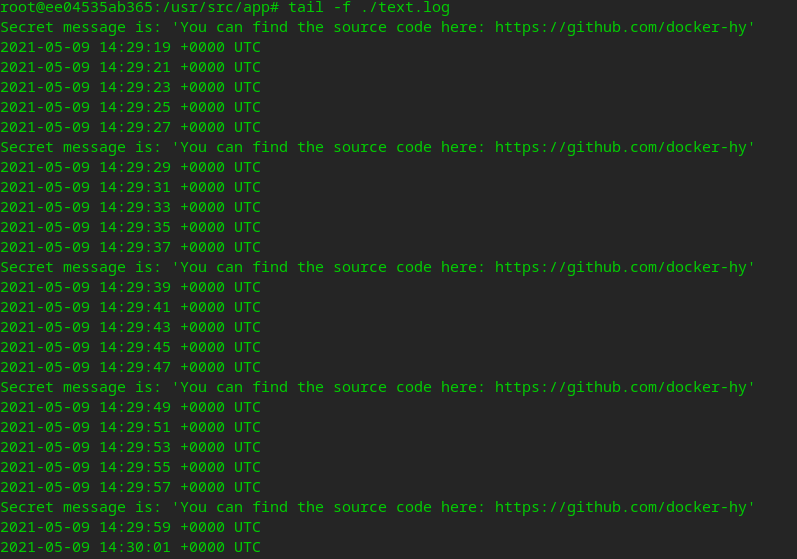 root@ee04535ab365:/usr/src/app# tail -f ./text.log
Secret message is: 'You can find the source code here: https://github.com/docker-hy'
2021-05-09 14:29:19 +0000 UTC
2021-05-09 14:29:21 +0000 UTC
2021-05-09 14:29:23 +0000 UTC
2021-05-09 14:29:25 +0000 UTC
2021-05-09 14:29:27 +0000 UTC
Secret message is: 'You can find the source code here: https://github.com/docker-hy'
2021-05-09 14:29:29 +0000 UTC
2021-05-09 14:29:31 +0000 UTC
2021-05-09 14:29:33 +0000 UTC
2021-05-09 14:29:35 +0000 UTC
2021-05-09 14:29:37 +0000 UTC
Secret message is: 'You can find the source code here: https://github.com/docker-hy'
2021-05-09 14:29:39 +0000 UTC
2021-05-09 14:29:41 +0000 UTC
2021-05-09 14:29:43 +0000 UTC
2021-05-09 14:29:45 +0000 UTC
2021-05-09 14:29:47 +0000 UTC
Secret message is: 'You can find the source code here: https://github.com/docker-hy'
2021-05-09 14:29:49 +0000 UTC
2021-05-09 14:29:51 +0000 UTC
2021-05-09 14:29:53 +0000 UTC
2021-05-09 14:29:55 +0000 UTC
2021-05-09 14:29:57 +0000 UTC
Secret message is: 'You can find the source code here: https://github.com/docker-hy'
2021-05-09 14:29:59 +0000 UTC
2021-05-09 14:30:01 +0000 UTC